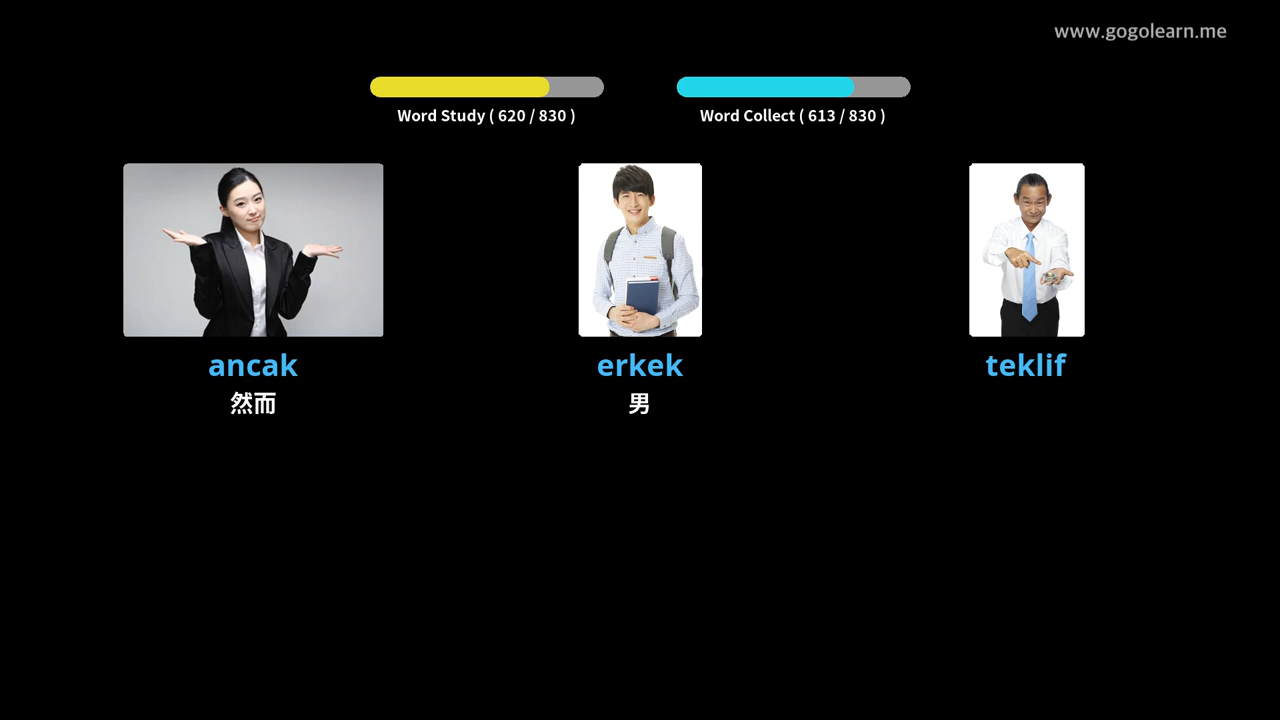 www.gogolearn.me
Word Study ( 620 / 830 )
Word Collect ( 613 / 830 )
ancak
erkek
teklif
然而
男